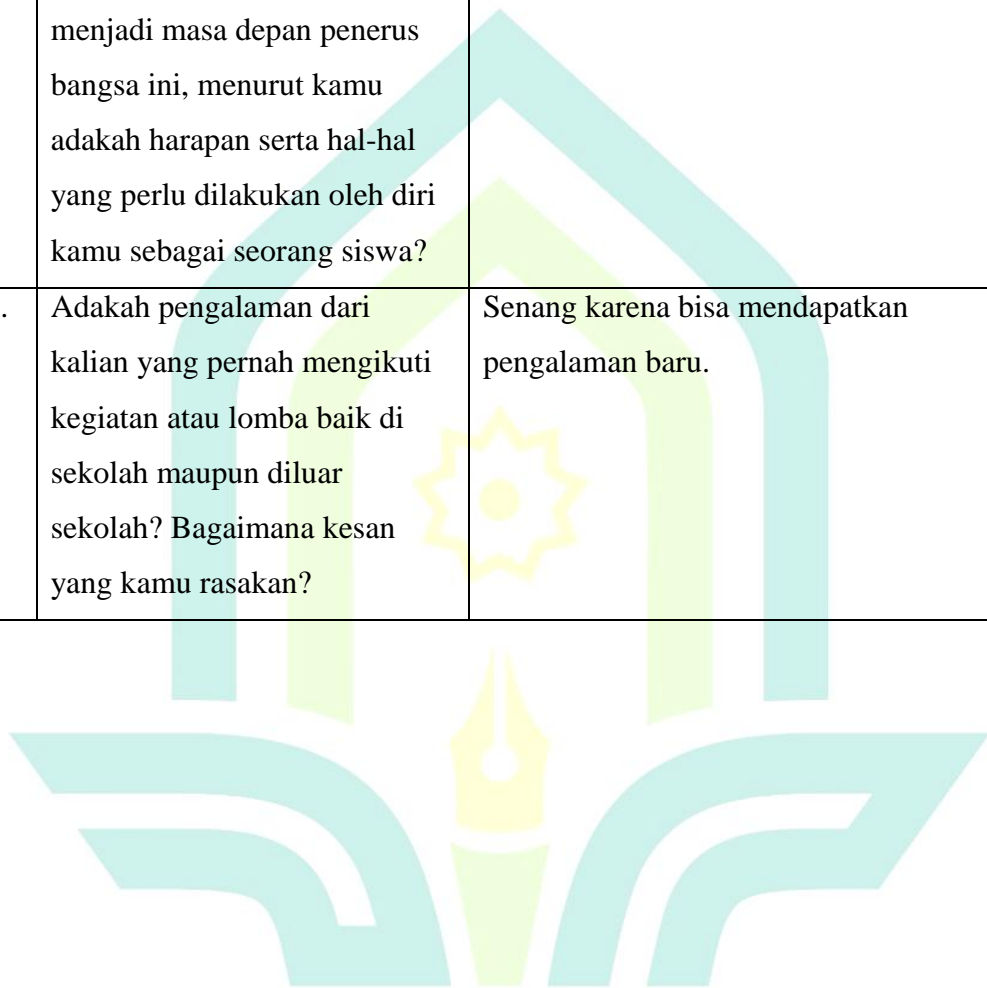 menjadi masa depan penerus
bangsa ini, menurut kamu
adakah harapan serta hal-hal
yang perlu dilakukan oleh diri
kamu sebagai seorang siswa?
. Adakah pengalaman dari
kalian yang pernah mengikuti
kegiatan atau lomba baik di
sekolah maupun diluar
sekolah? Bagaimana kesan
yang kamu rasakan?
Senang karena bisa mendapatkan
pengalaman baru.